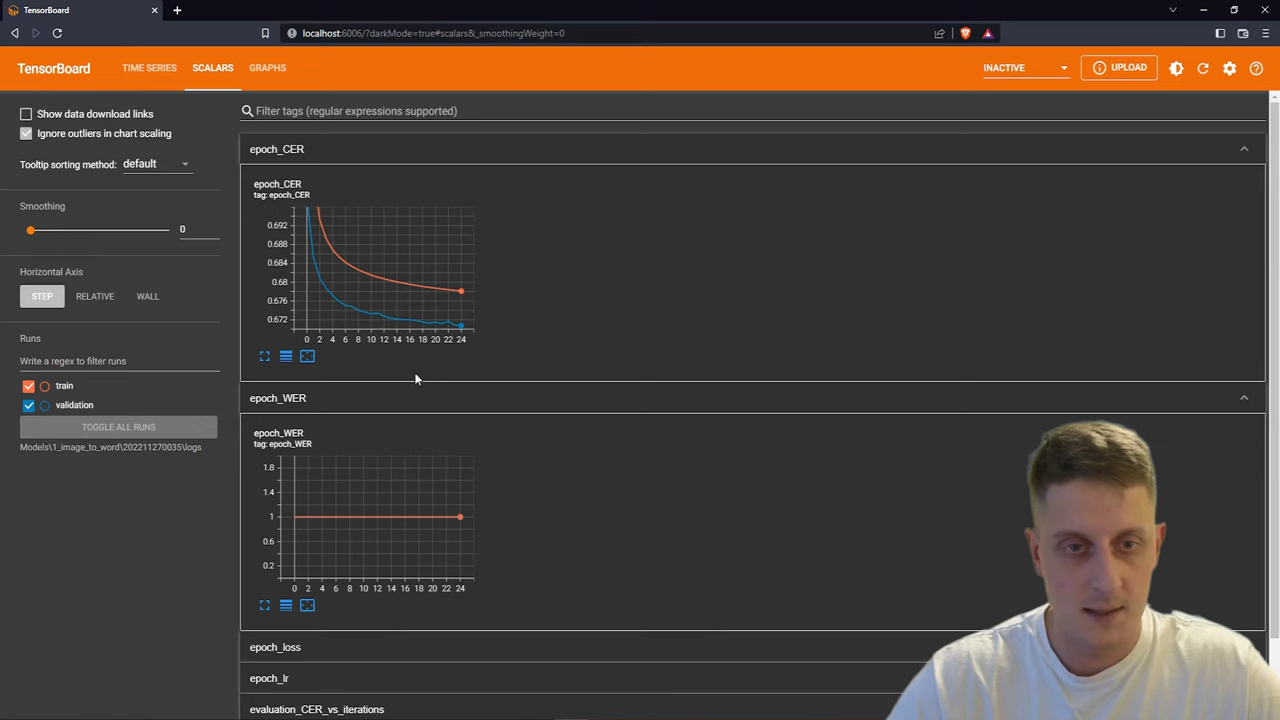 TensorBoard
localhost:6006/?darkMode=true#scalars&_smoothingWeight=0
TensorBoard
TIME SERIES
SCALARS
GRAPHS
INACTIVE
UPLOAD
Show data download links
Ignore outliers in chart scaling
Tooltip sorting method: default
Smoothing
0
Horizontal Axis
STEP
RELATIVE
WALL
Runs
Write a regex to filter runs
train
validation
TOGGLE ALL RUNS
Models\1_image_to_word\202211270035\logs
Filter tags (regular expressions supported)
epoch_CER
epoch_CER
tag: epoch_CER
0.692
0.688
0.684
0.68
0.676
0.672
0 2 4 6 8 10 12 14 16 18 20 22 24
epoch_WER
epoch_WER
tag: epoch_WER
1.8
1.4
1
0.6
0.2
0 2 4 6 8 10 12 14 16 18 20 22 24
epoch_loss
epoch_lr
evaluation_CER_vs_iterations